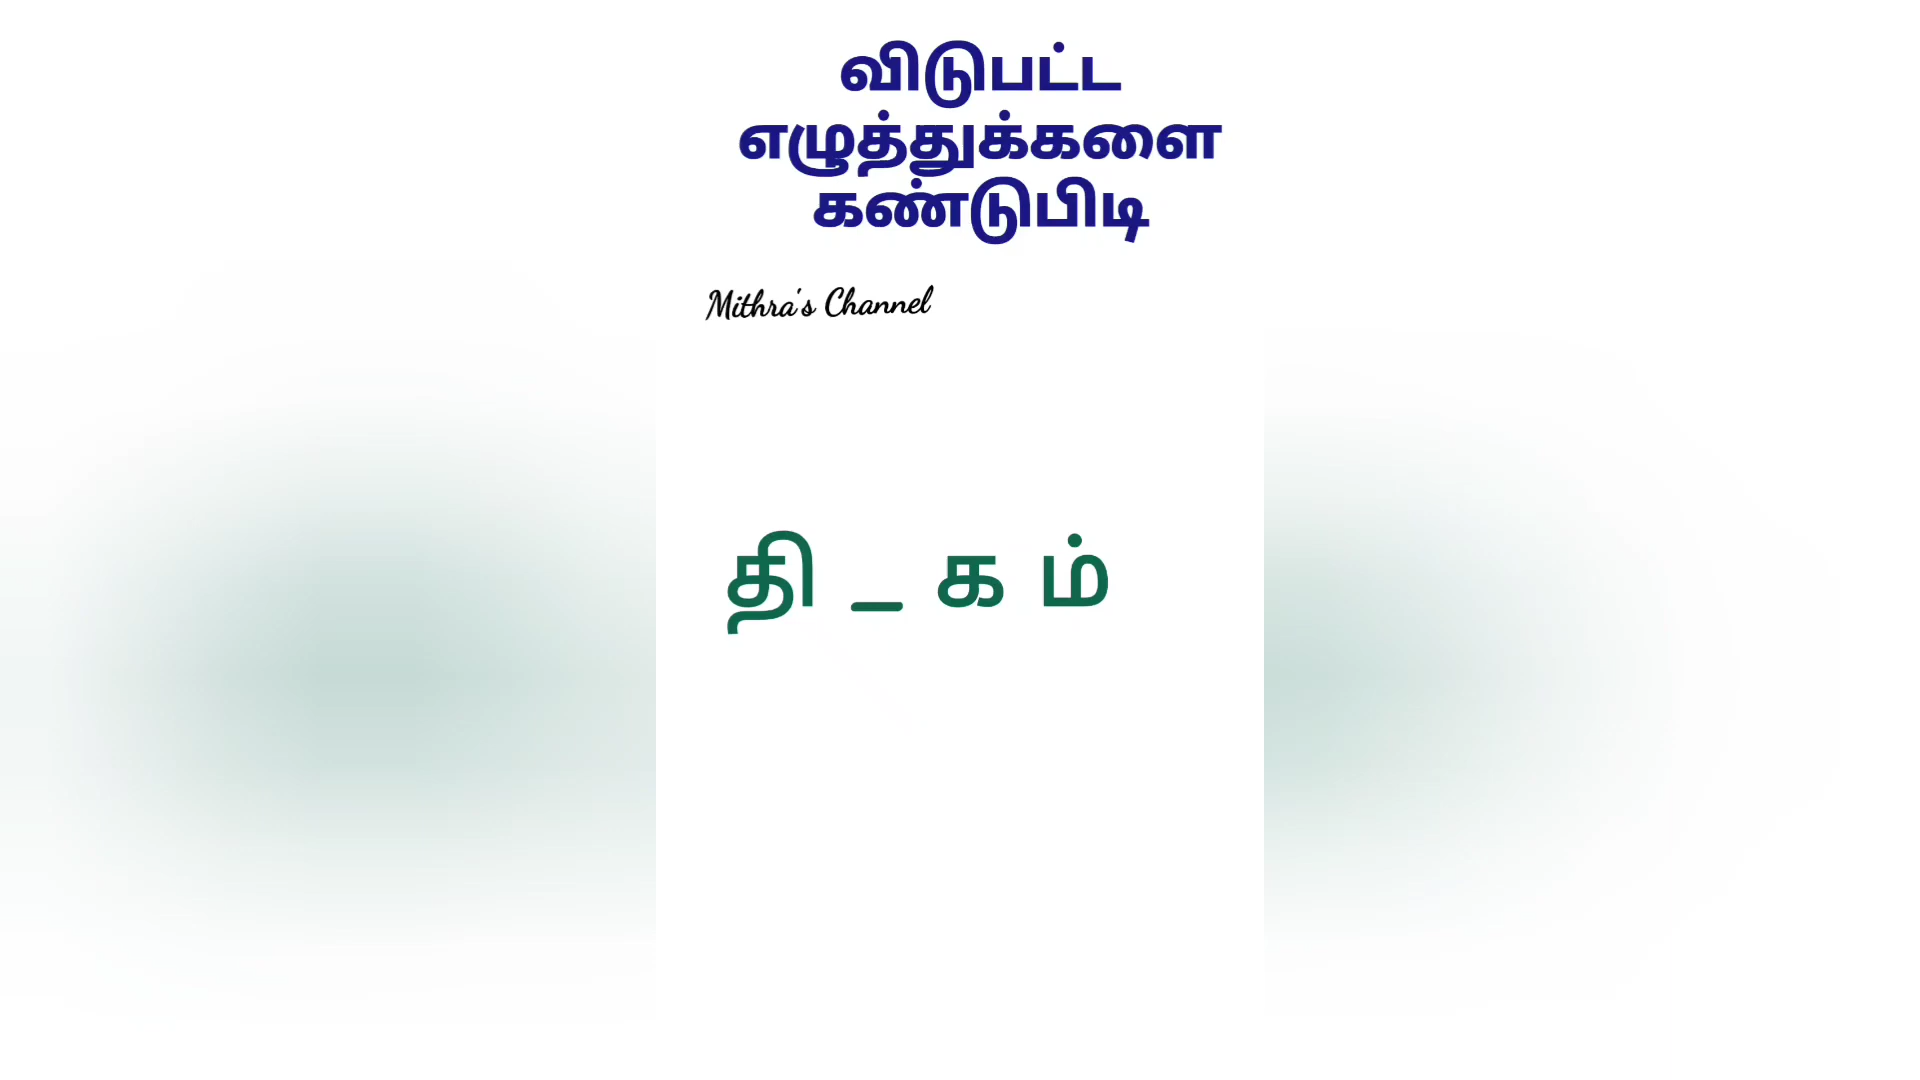 விடுபட்ட
எழுத்துக்களை
கண்டுபிடி
Mithra's Channel
தி _ க ம்